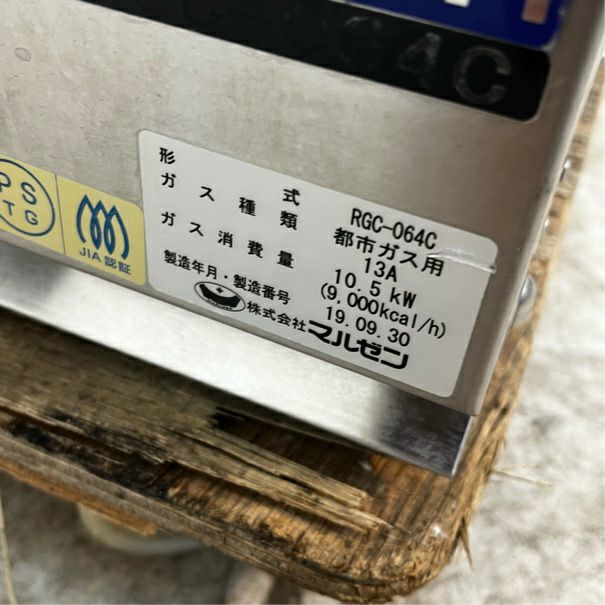 C4C
形式 RGC-064C
ガス種類 都市ガス用
13A
ガス消費量 10.5kW
(9,000kcal/h)
製造年月・製造番号 19.09.30
株式会社マルゼン
PS
TG
JIA認証